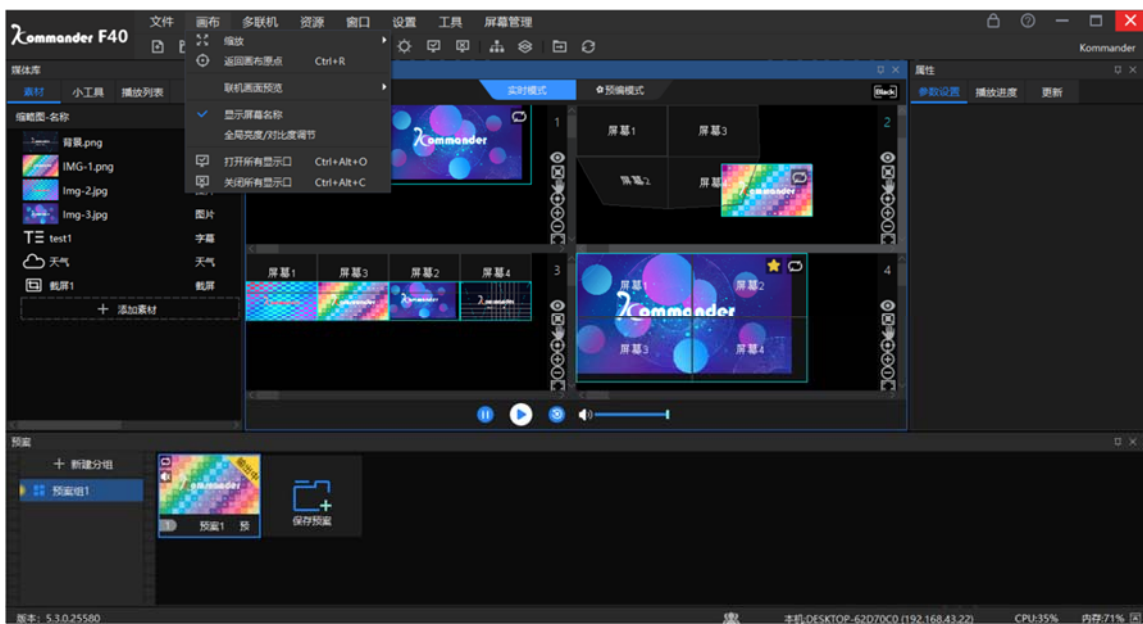 Kommander F40
文件 画布 多联机 资源 窗口 设置 工具 屏幕管理
Kommander
缩放
返回画布原点 Ctrl+R
联机画面预览
显示屏幕名称
全局亮度/对比度调节
打开所有显示口 Ctrl+Alt+O
关闭所有显示口 Ctrl+Alt+C
媒体库
素材 小工具 播放列表
缩略图-名称
背景.png
IMG-1.png
Img-2.jpg
Img-3.jpg 图片
test1 字幕
天气 天气
截屏1 截屏
添加素材
实时模式 预编模式 Black
Kommander
1
屏幕1 屏幕3
屏幕2 屏幕4
2
屏幕1 屏幕3 屏幕2 屏幕4
3
屏幕1 屏幕2
Kommander
屏幕3 屏幕4
4
属性
参数设置 播放进度 更新
预案
新建分组
预案组1
输出中
Kommander
1 预案1 预
保存预案
版本: 5.3.0.25580
本机:DESKTOP-62D70C0 (192.168.43.22) CPU:35% 内存:71%